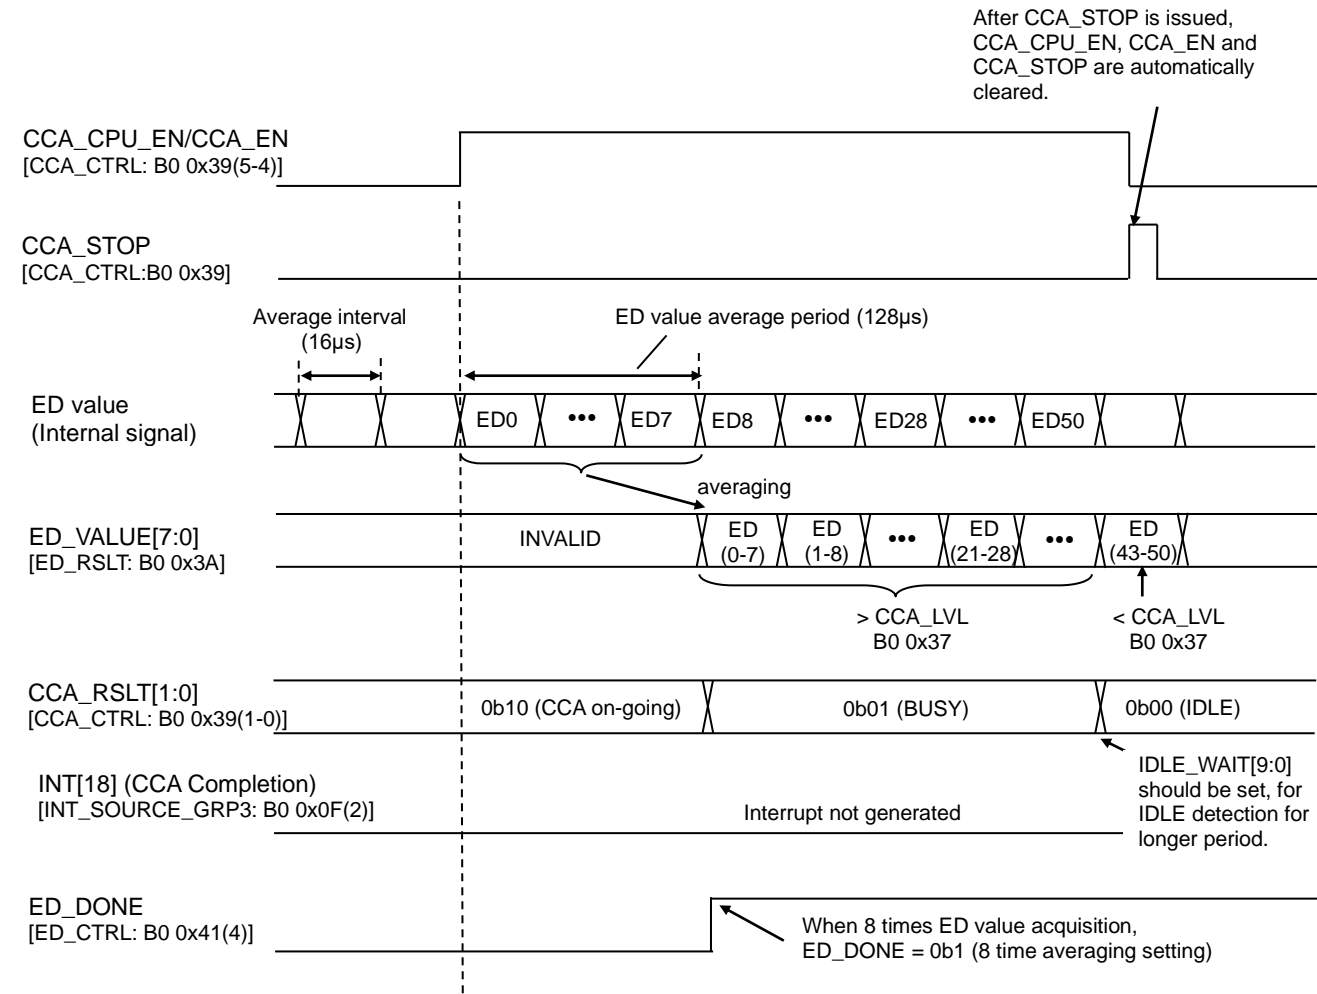 After CCA_STOP is issued,
CCA_CPU_EN, CCA_EN and
CCA_STOP are automatically
cleared.
CCA_CPU_EN/CCA_EN
[CCA_CTRL: B0 0x39(5-4)]
CCA_STOP
[CCA_CTRL:B0 0x39]
Average interval
(16μs)
ED value average period (128μs)
ED value
(Internal signal)
ED0 ••• ED7 ED8 ••• ED28 ••• ED50
averaging
ED_VALUE[7:0]
[ED_RSLT: B0 0x3A]
INVALID
ED
(0-7)
ED
(1-8)
•••
ED
(21-28)
•••
ED
(43-50)
> CCA_LVL
B0 0x37
< CCA_LVL
B0 0x37
CCA_RSLT[1:0]
[CCA_CTRL: B0 0x39(1-0)]
0b10 (CCA on-going)
0b01 (BUSY)
0b00 (IDLE)
IDLE_WAIT[9:0]
should be set, for
IDLE detection for
longer period.
INT[18] (CCA Completion)
[INT_SOURCE_GRP3: B0 0x0F(2)]
Interrupt not generated
ED_DONE
[ED_CTRL: B0 0x41(4)]
When 8 times ED value acquisition,
ED_DONE = 0b1 (8 time averaging setting)